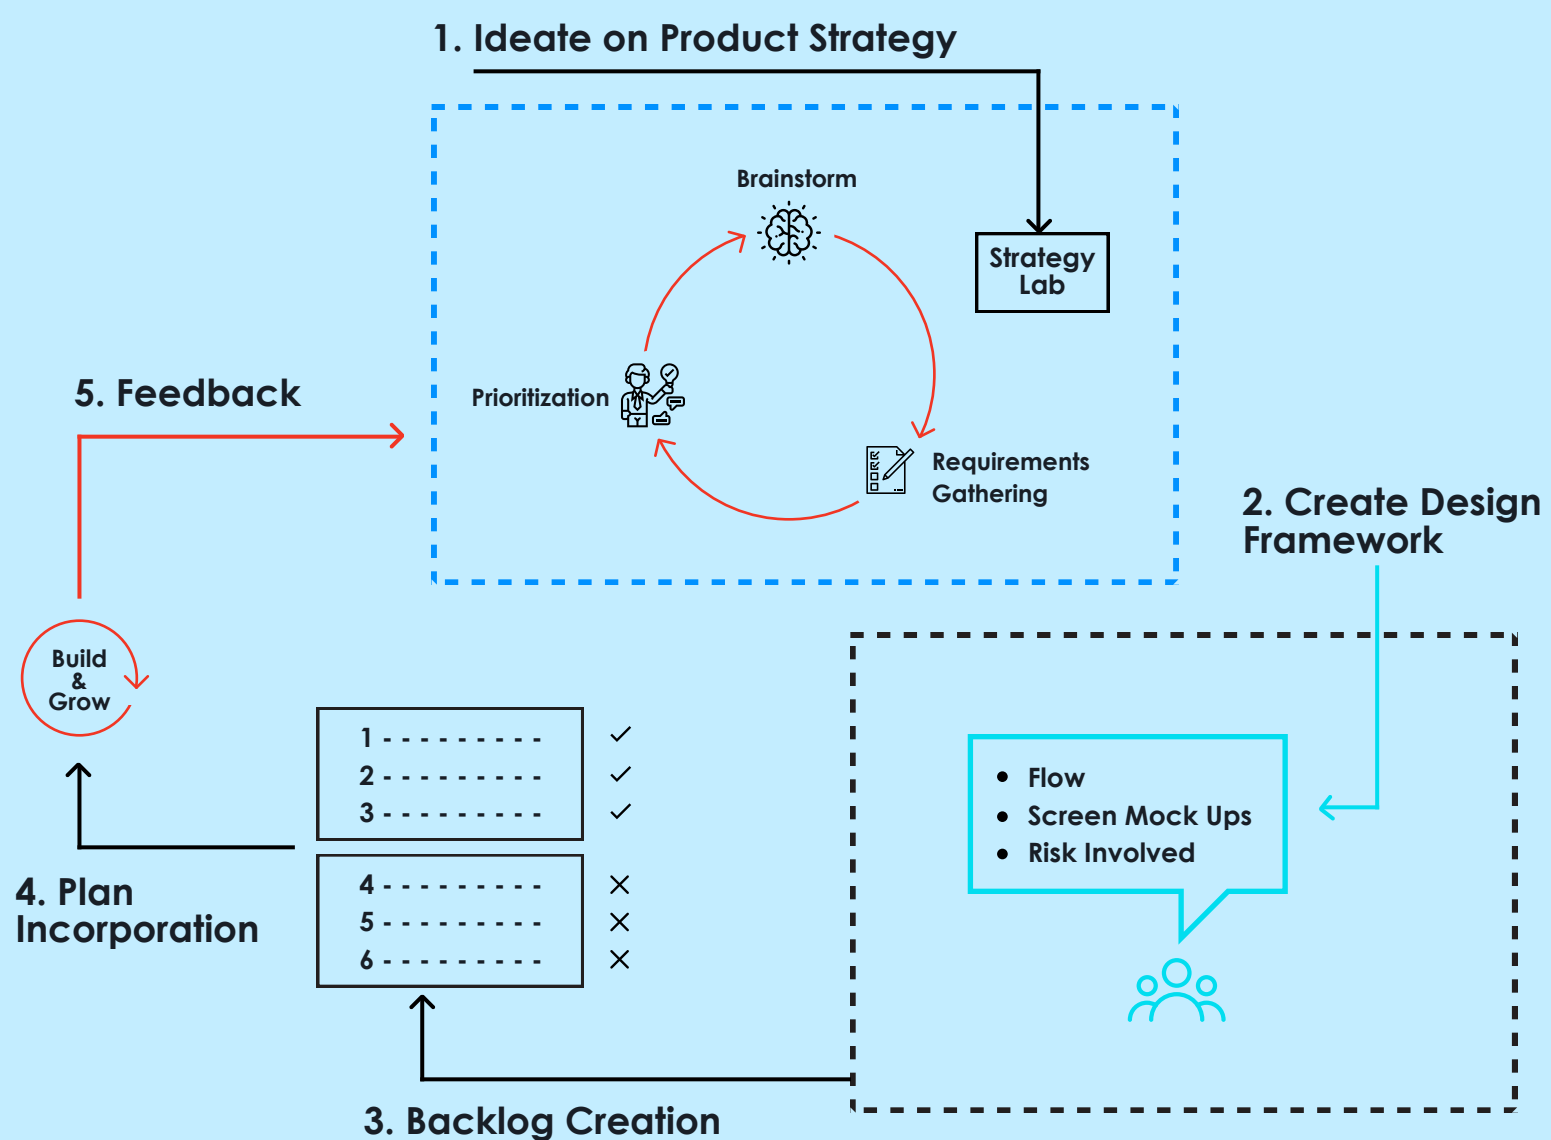 1. Ideate on Product Strategy
Brainstorm
Strategy
Lab
Prioritization
Requirements
Gathering
5. Feedback
2. Create Design
Framework
Build
&
Grow
1 - - - - - - - - -
2 - - - - - - - - -
3 - - - - - - - - -
4 - - - - - - - - -
5 - - - - - - - - -
6 - - - - - - - - -
• Flow
• Screen Mock Ups
• Risk Involved
4. Plan
Incorporation
3. Backlog Creation